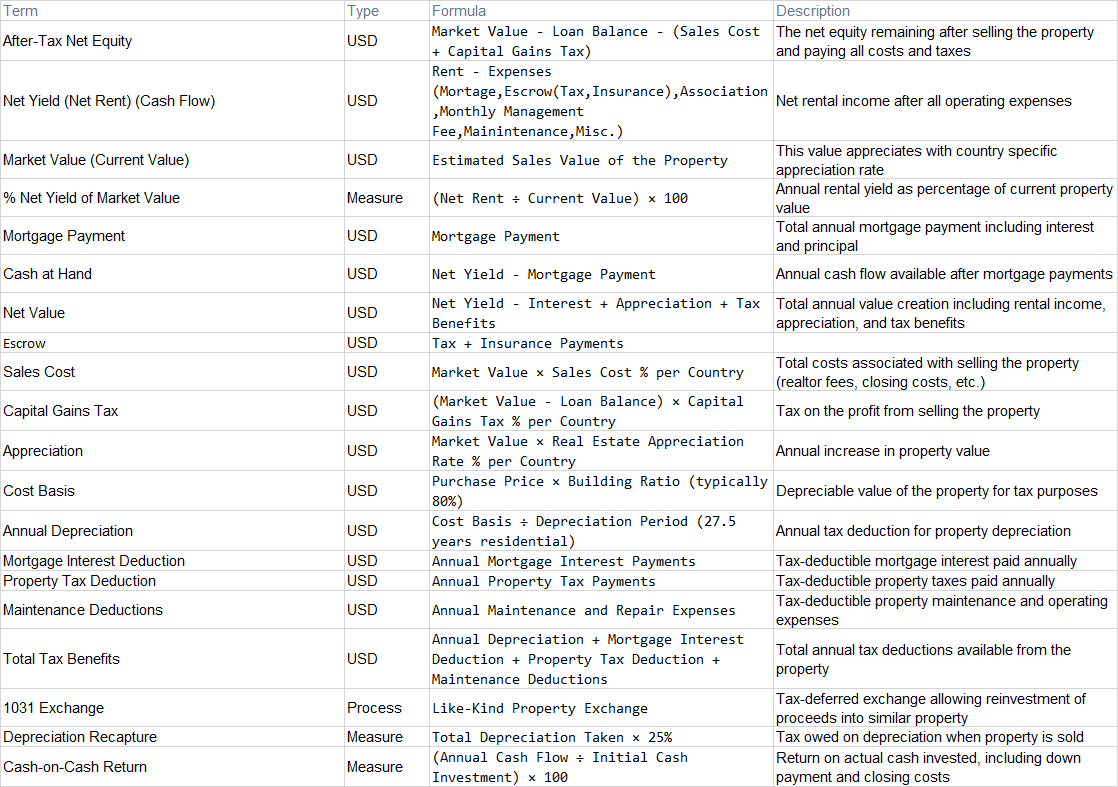 Term Type Formula Description
After-Tax Net Equity USD Market Value - Loan Balance - (Sales Cost + Capital Gains Tax) The net equity remaining after selling the property and paying all costs and taxes
Net Yield (Net Rent) (Cash Flow) USD Rent - Expenses (Mortage,Escrow(Tax,Insurance),Association ,Monthly Management Fee,Mainintenance,Misc.) Net rental income after all operating expenses
Market Value (Current Value) USD Estimated Sales Value of the Property This value appreciates with country specific appreciation rate
% Net Yield of Market Value Measure (Net Rent ÷ Current Value) × 100 Annual rental yield as percentage of current property value
Mortgage Payment USD Mortgage Payment Total annual mortgage payment including interest and principal
Cash at Hand USD Net Yield - Mortgage Payment Annual cash flow available after mortgage payments
Net Value USD Net Yield - Interest + Appreciation + Tax Benefits Total annual value creation including rental income, appreciation, and tax benefits
Escrow USD Tax + Insurance Payments
Sales Cost USD Market Value × Sales Cost % per Country Total costs associated with selling the property (realtor fees, closing costs, etc.)
Capital Gains Tax USD (Market Value - Loan Balance) × Capital Gains Tax % per Country Tax on the profit from selling the property
Appreciation USD Market Value × Real Estate Appreciation Rate % per Country Annual increase in property value
Cost Basis USD Purchase Price × Building Ratio (typically 80%) Depreciable value of the property for tax purposes
Annual Depreciation USD Cost Basis ÷ Depreciation Period (27.5 years residential) Annual tax deduction for property depreciation
Mortgage Interest Deduction USD Annual Mortgage Interest Payments Tax-deductible mortgage interest paid annually
Property Tax Deduction USD Annual Property Tax Payments Tax-deductible property taxes paid annually
Maintenance Deductions USD Annual Maintenance and Repair Expenses Tax-deductible property maintenance and operating expenses
Total Tax Benefits USD Annual Depreciation + Mortgage Interest Deduction + Property Tax Deduction + Maintenance Deductions Total annual tax deductions available from the property
1031 Exchange Process Like-Kind Property Exchange Tax-deferred exchange allowing reinvestment of proceeds into similar property
Depreciation Recapture Measure Total Depreciation Taken × 25% Tax owed on depreciation when property is sold
Cash-on-Cash Return Measure (Annual Cash Flow ÷ Initial Cash Investment) × 100 Return on actual cash invested, including down payment and closing costs